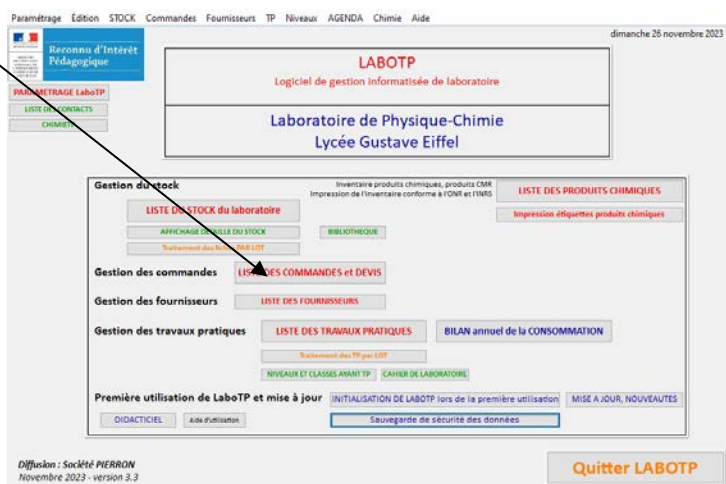 Paramétrage Édition STOCK Commandes Fournisseurs TP Niveaux AGENDA Chimie Aide
dimanche 26 novembre 2023
Reconnu d'Intérêt
Pédagogique
PARAMETRAGE LaboTP
LISTE DES CONTACTS
CHIMIETP
LABOTP
Logiciel de gestion informatisée de laboratoire
Laboratoire de Physique-Chimie
Lycée Gustave Eiffel
Gestion du stock
Inventaire produits chimiques, produits CMR
Impression de l'inventaire conforme à l'ONR et l'INRS
LISTE DES PRODUITS CHIMIQUES
LISTE DU STOCK du laboratoire
Impression étiquettes produits chimiques
AFFICHAGE DETAILLE DU STOCK
BIBLIOTHEQUE
Traitement des fiches PAR LOT
Gestion des commandes
LISTE DES COMMANDES et DEVIS
Gestion des fournisseurs
LISTE DES FOURNISSEURS
Gestion des travaux pratiques
LISTE DES TRAVAUX PRATIQUES
BILAN annuel de la CONSOMMATION
Traitement des TP par LOT
NIVEAUX ET CLASSES AYANT TP
CAHIER DE LABORATOIRE
Première utilisation de LaboTP et mise à jour
INITIALISATION DE LABOTP lors de la première utilisation
MISE A JOUR, NOUVEAUTES
DIDACTICIEL
Aide d'utilisation
Sauvegarde de sécurité des données
Diffusion : Société PIERRON
Novembre 2023 - version 3.3
Quitter LABOTP